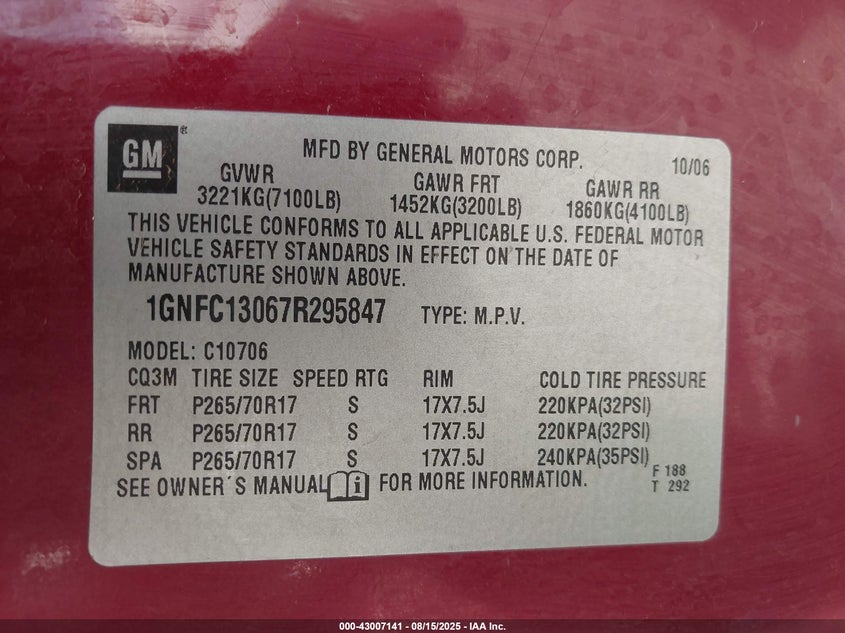 GM
MFD BY GENERAL MOTORS CORP. 10/06
GVWR GAWR FRT GAWR RR
3221KG(7100LB) 1452KG(3200LB) 1860KG(4100LB)
THIS VEHICLE CONFORMS TO ALL APPLICABLE U.S. FEDERAL MOTOR
VEHICLE SAFETY STANDARDS IN EFFECT ON THE DATE OF
MANUFACTURE SHOWN ABOVE.
1GNFC13067R295847 TYPE: M.P.V.
MODEL: C10706
CQ3M TIRE SIZE SPEED RTG RIM COLD TIRE PRESSURE
FRT P265/70R17 S 17X7.5J 220KPA(32PSI)
RR P265/70R17 S 17X7.5J 220KPA(32PSI)
SPA P265/70R17 S 17X7.5J 240KPA(35PSI)
F 188
SEE OWNER´S MANUAL i FOR MORE INFORMATION.
T 292
000-43007141 - 08/15/2025 - IAA Inc.